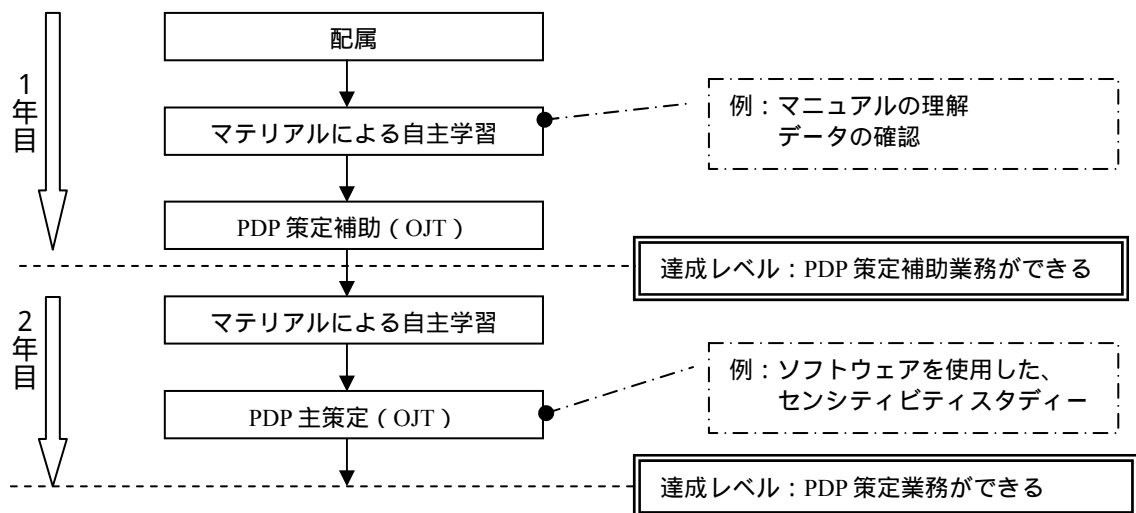 1年目
配属
マテリアルによる自主学習
例：マニュアルの理解
データの確認
PDP 策定補助（OJT）
達成レベル：PDP 策定補助業務ができる
2年目
マテリアルによる自主学習
例：ソフトウェアを使用した、
センシティビティスタディー
PDP 主策定（OJT）
達成レベル：PDP 策定業務ができる